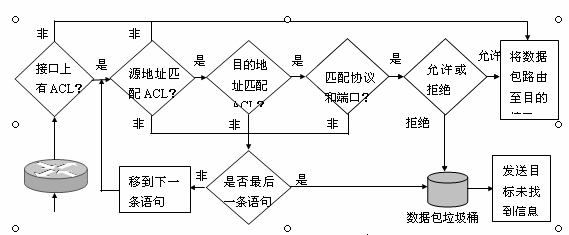 非
非
接口上
有ACL?
是
源地址匹
配ACL?
是
目的地
址匹配
ACL?
是
匹配协议
和端口?
是
允许或
拒绝
允许
将数据
包路由
至目的
非
非
非
拒绝
移到下一
条语句
非
是否最后
一条语句
是
数据包垃圾桶
发送目
标未找
到信息